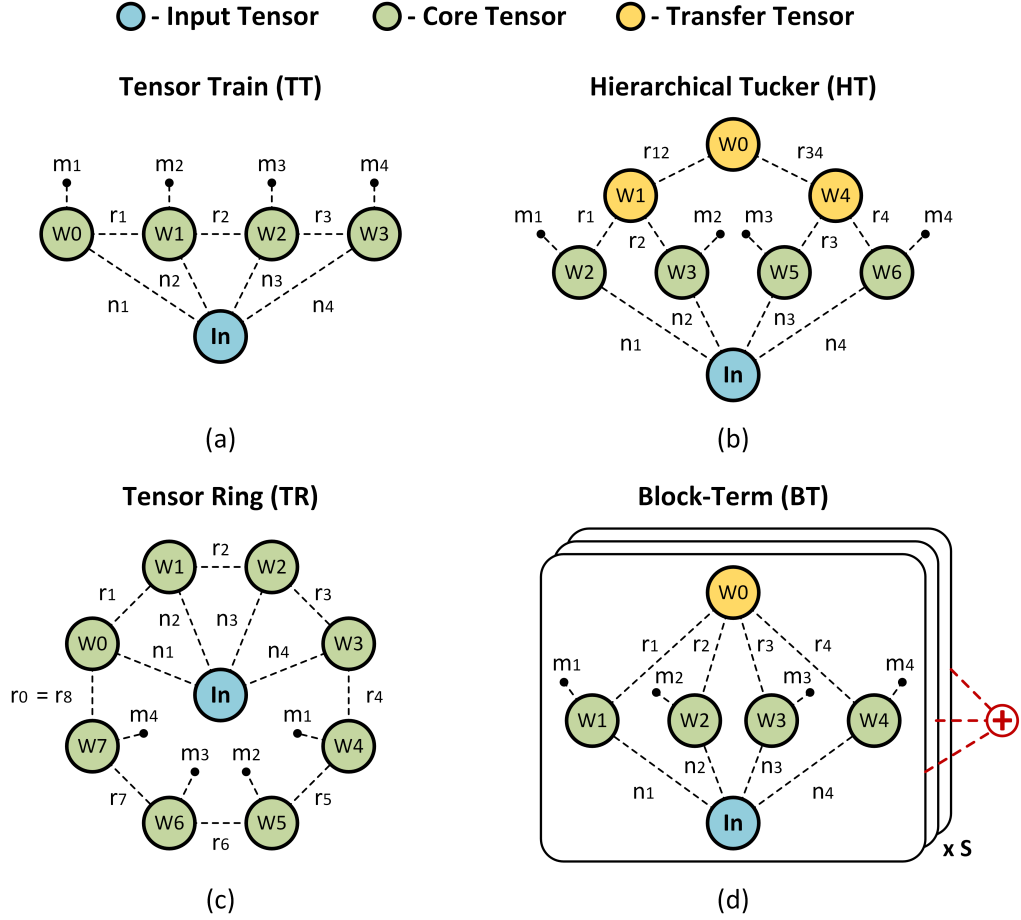 - Input Tensor - Core Tensor - Transfer Tensor
Tensor Train (TT)
m1 m2 m3 m4
W0 r1 W1 r2 W2 r3 W3
n1 n2 n3 n4
In
(a)
Hierarchical Tucker (HT)
W0
r12 r34
W1 W4
m1 r1 r2 m2 m3 r3 r4 m4
W2 W3 W5 W6
n1 n2 n3 n4
In
(b)
Tensor Ring (TR)
W1 r2 W2
r1 n2 n3 r3
W0 n1 n4 W3
In
r0 = r8 r4
W7 m4 m1 W4
m3 m2
r7 r5
W6 r6 W5
(c)
Block-Term (BT)
W0
r1 r2 r3 r4
m1 m2 m3 m4
W1 W2 W3 W4
n1 n2 n3 n4
In
+
x S
(d)